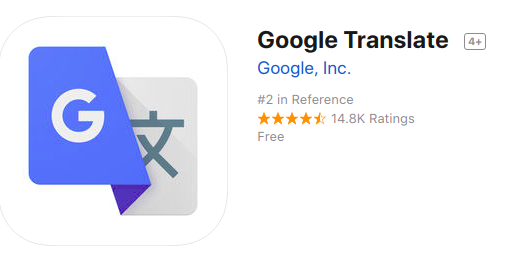 G 文
Google Translate 4+
Google, Inc.
#2 in Reference
14.8K Ratings
Free